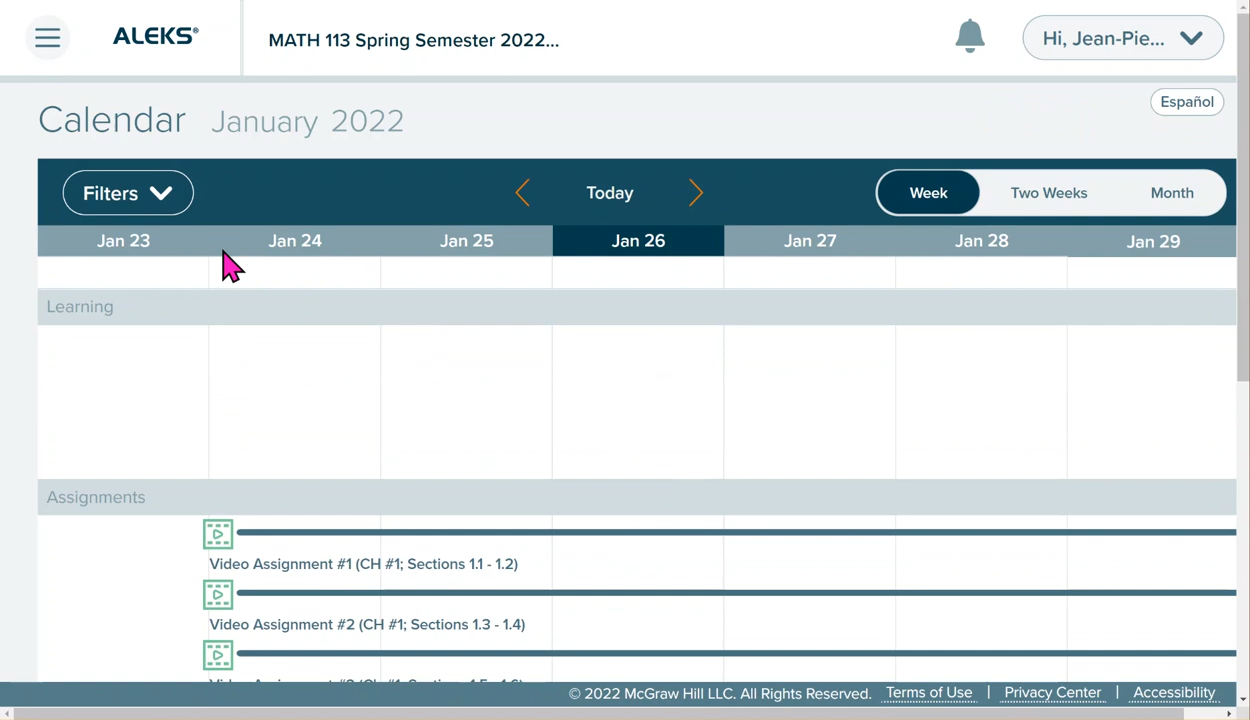 ALEKS®
MATH 113 Spring Semester 2022...
Hi, Jean-Pie...
Español
Calendar January 2022
Filters
Today
Week Two Weeks Month
Jan 23 Jan 24 Jan 25 Jan 26 Jan 27 Jan 28 Jan 29
Learning
Assignments
Video Assignment #1 (CH #1; Sections 1.1 - 1.2)
Video Assignment #2 (CH #1; Sections 1.3 - 1.4)
© 2022 McGraw Hill LLC. All Rights Reserved. Terms of Use | Privacy Center | Accessibility